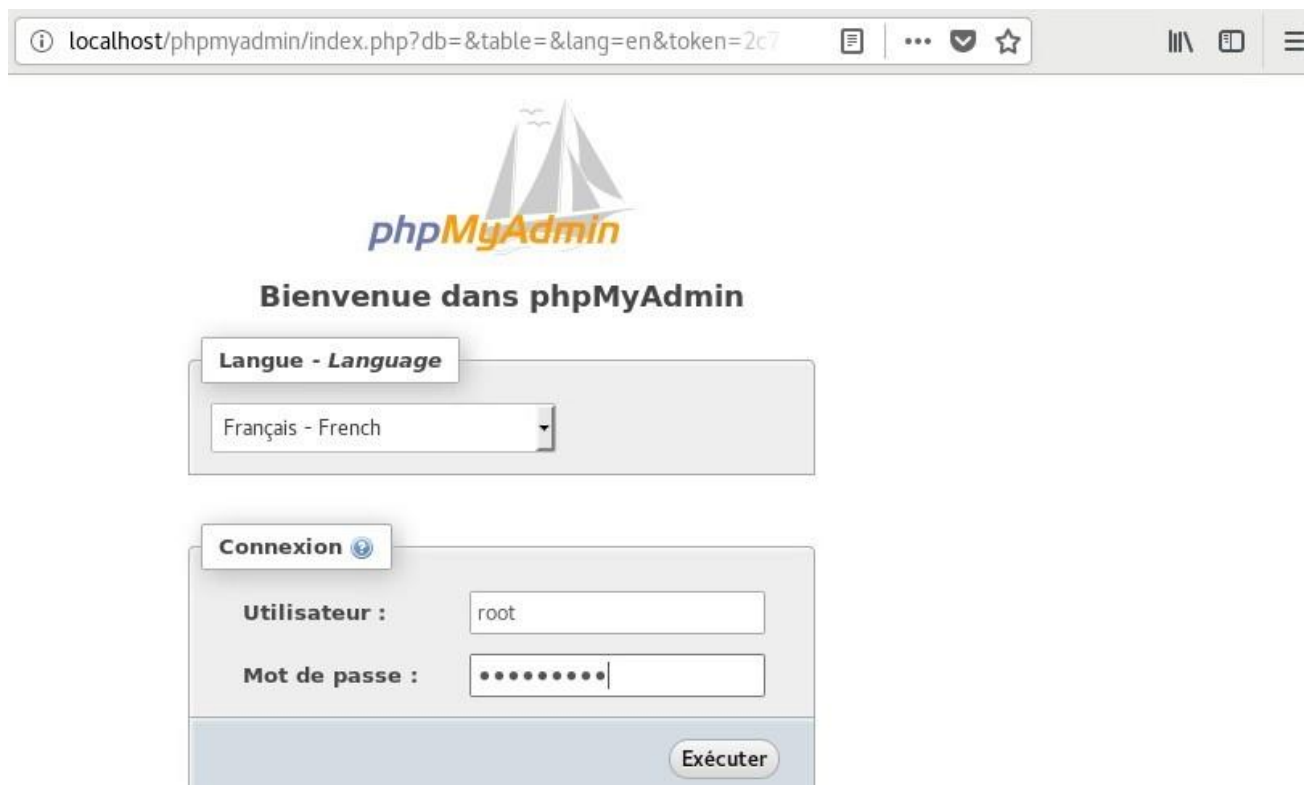 localhost/phpmyadmin/index.php?db=&table=&lang=en&token=2c7
phpMyAdmin
Bienvenue dans phpMyAdmin
Langue - Language
Français - French
Connexion
Utilisateur :
root
Mot de passe :
Exécuter